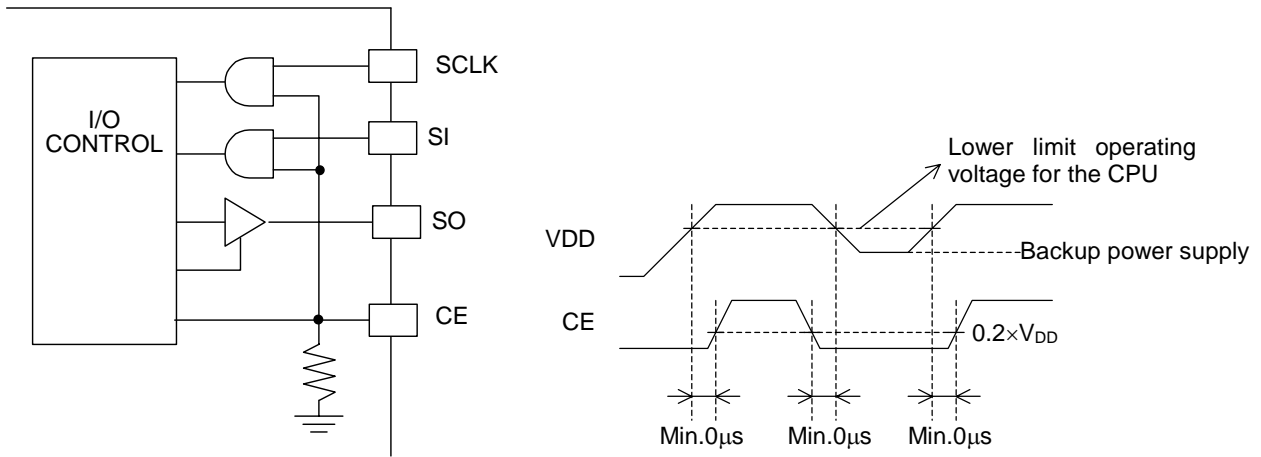 SCLK
I/O
CONTROL
SI
SO
CE
Lower limit operating
voltage for the CPU
VDD
Backup power supply
CE
0.2×VDD
Min.0μs
Min.0μs
Min.0μs